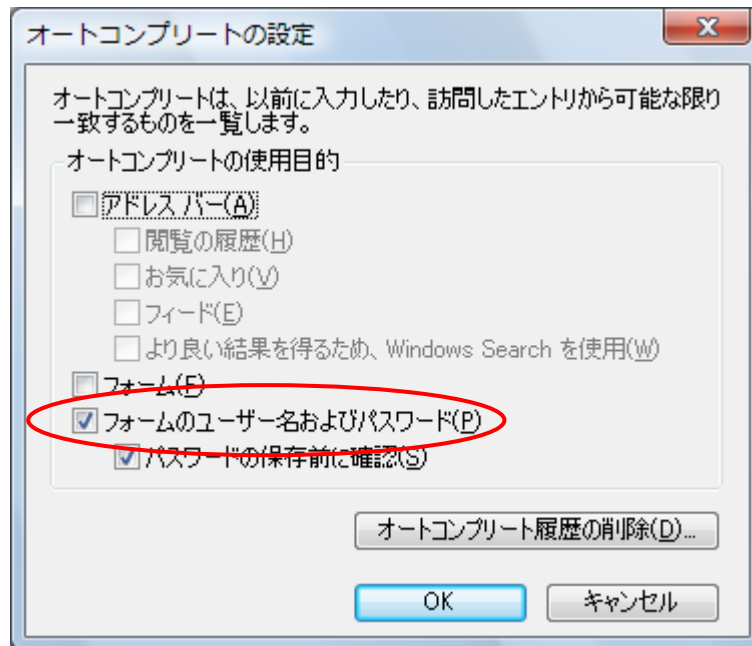 オートコンプリートの設定
オートコンプリートは、以前に入力したり、訪問したエントリから可能な限り
一致するものを一覧します。
オートコンプリートの使用目的
アドレス バー(A)
閲覧の履歴(H)
お気に入り(V)
フィード(E)
より良い結果を得るため、Windows Search を使用(W)
フォーム(F)
フォームのユーザー名およびパスワード(P)
パスワードの保存前に確認(S)
オートコンプリート履歴の削除(D)...
OK
キャンセル